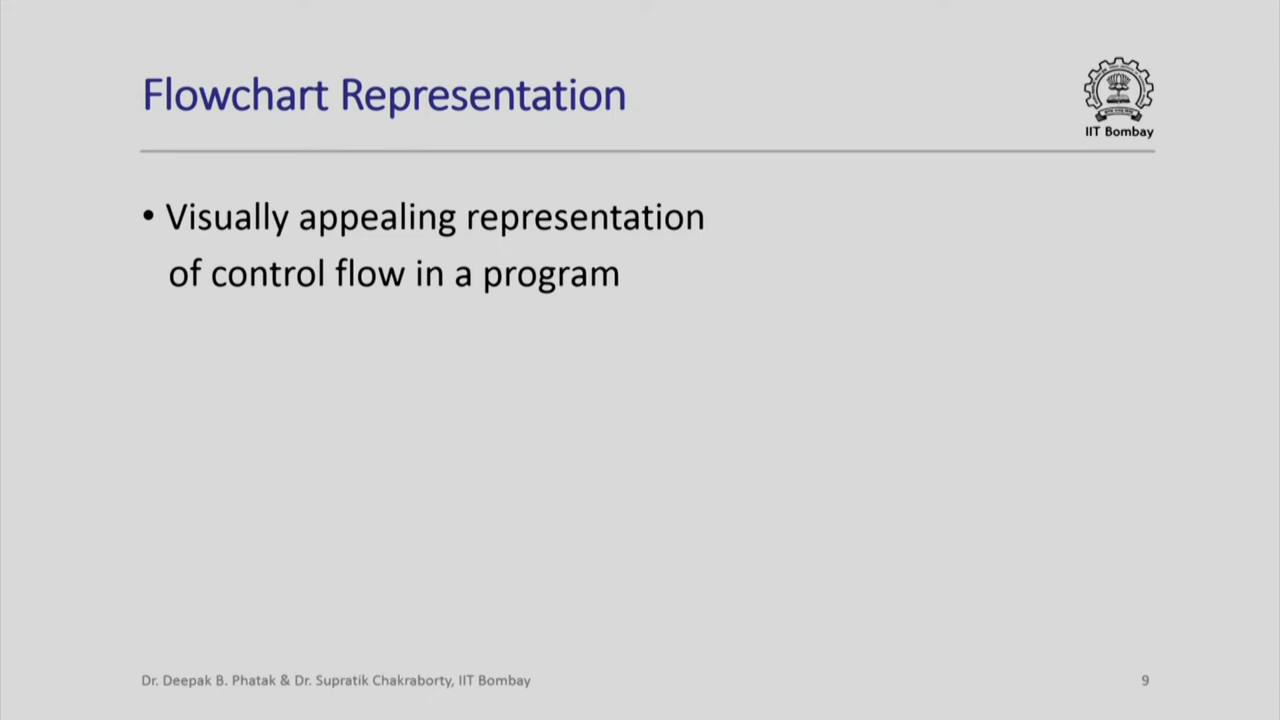 Flowchart Representation
IIT Bombay
• Visually appealing representation
of control flow in a program
Dr. Deepak B. Phatak & Dr. Supratik Chakraborty, IIT Bombay
9